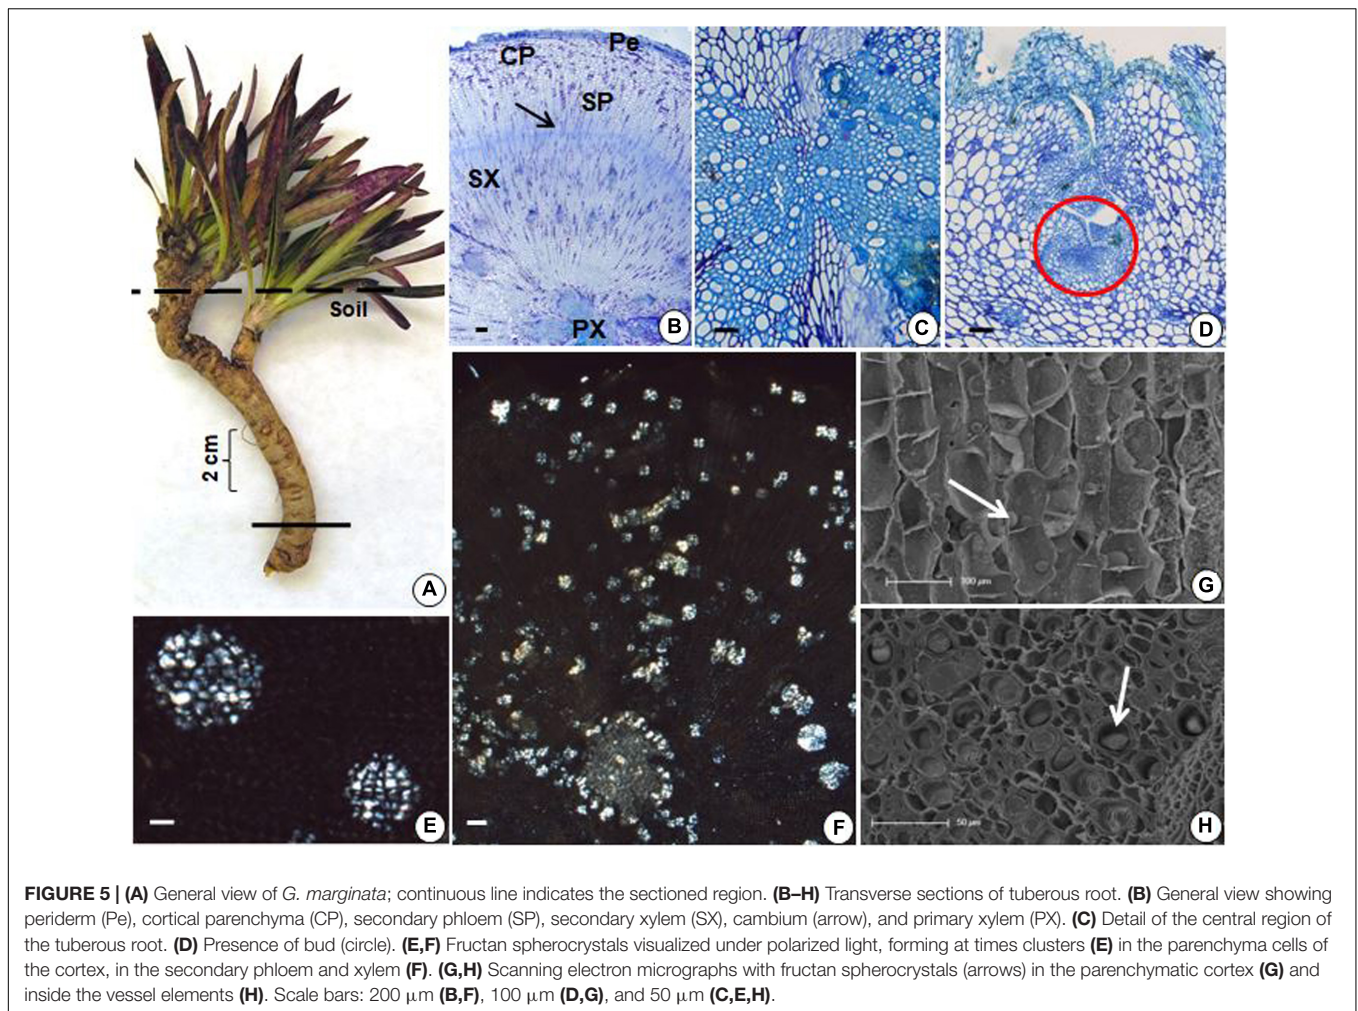 Soil
2 cm
A
CP
Pe
SP
SX
PX
B
C
D
E
F
100 µm
G
50 µm
H
FIGURE 5 | (A) General view of G. marginata; continuous line indicates the sectioned region. (B–H) Transverse sections of tuberous root. (B) General view showing
periderm (Pe), cortical parenchyma (CP), secondary phloem (SP), secondary xylem (SX), cambium (arrow), and primary xylem (PX). (C) Detail of the central region of
the tuberous root. (D) Presence of bud (circle). (E,F) Fructan spherocrystals visualized under polarized light, forming at times clusters (E) in the parenchyma cells of
the cortex, in the secondary phloem and xylem (F). (G,H) Scanning electron micrographs with fructan spherocrystals (arrows) in the parenchymatic cortex (G) and
inside the vessel elements (H). Scale bars: 200 µm (B,F), 100 µm (D,G), and 50 µm (C,E,H).